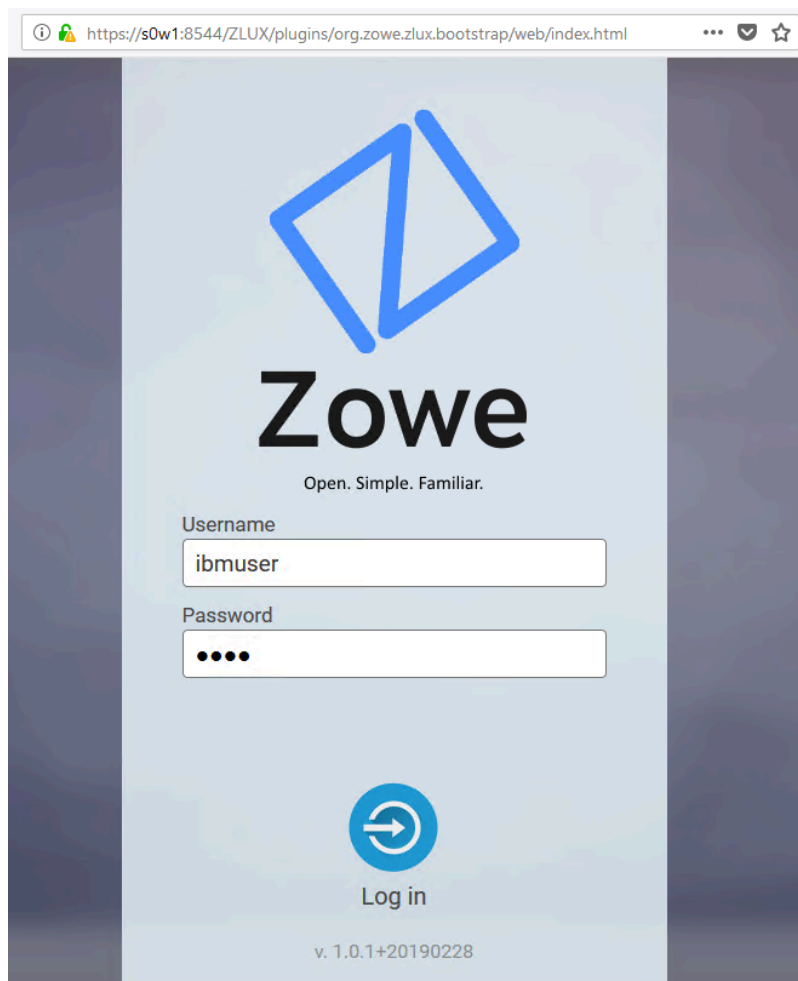 https://s0w1:8544/ZLUX/plugins/org.zowe.zlux.bootstrap/web/index.html
Zowe
Open. Simple. Familiar.
Username
ibmuser
Password
●●●●
Log in
v. 1.0.1+20190228